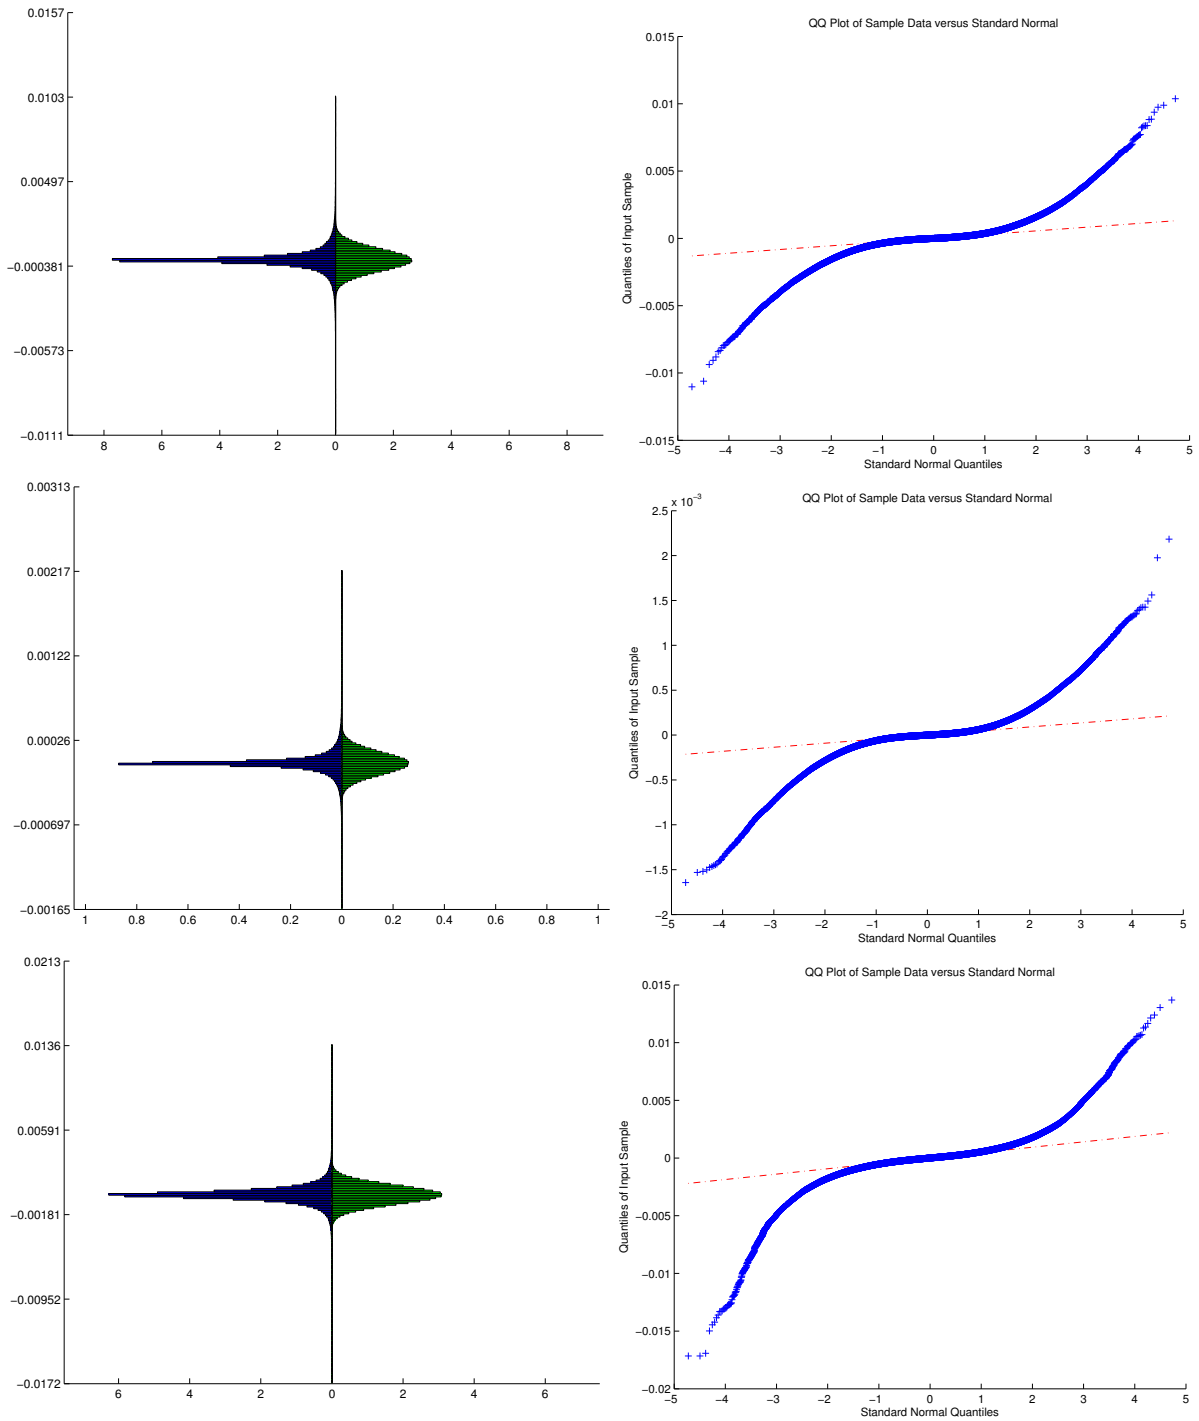 0.0157
0.0103
0.00497
−0.000381
−0.00573
−0.0111
8 6 4 2 0 2 4 6 8
QQ Plot of Sample Data versus Standard Normal
0.015
0.01
0.005
0
−0.005
−0.01
−0.015
−5 −4 −3 −2 −1 0 1 2 3 4 5
Standard Normal Quantiles
Quantiles of Input Sample
0.00313
0.00217
0.00122
0.00026
−0.000697
−0.00165
1 0.8 0.6 0.4 0.2 0 0.2 0.4 0.6 0.8 1
QQ Plot of Sample Data versus Standard Normal
x 10−3
2.5
2
1.5
1
0.5
0
−0.5
−1
−1.5
−2
−5 −4 −3 −2 −1 0 1 2 3 4 5
Standard Normal Quantiles
Quantiles of Input Sample
0.0213
0.0136
0.00591
−0.00181
−0.00952
−0.0172
6 4 2 0 2 4 6
QQ Plot of Sample Data versus Standard Normal
0.015
0.01
0.005
0
−0.005
−0.01
−0.015
−0.02
−5 −4 −3 −2 −1 0 1 2 3 4 5
Standard Normal Quantiles
Quantiles of Input Sample